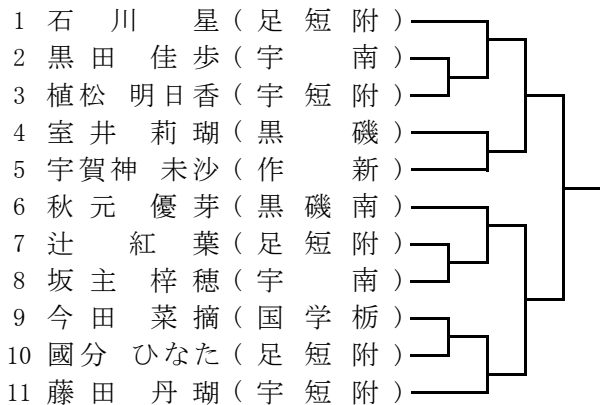 1 石川 星(足短附)
2 黒田 佳歩(宇南)
3 植松 明日香(宇短附)
4 室井 莉瑚(黒磯)
5 宇賀神 未沙(作新)
6 秋元 優芽(黒磯南)
7 辻 紅葉(足短附)
8 坂主 梓穂(宇南)
9 今田 菜摘(国学栃)
10 國分 ひなた(足短附)
11 藤田 丹瑚(宇短附)